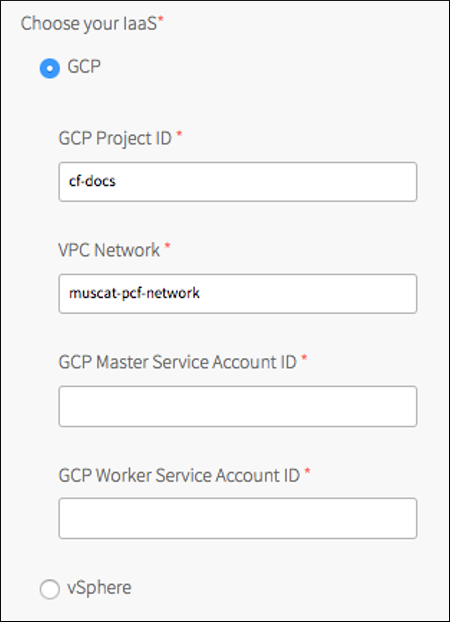 Choose your IaaS*
GCP
GCP Project ID *
cf-docs
VPC Network *
muscat-pcf-network
GCP Master Service Account ID *
GCP Worker Service Account ID *
vSphere